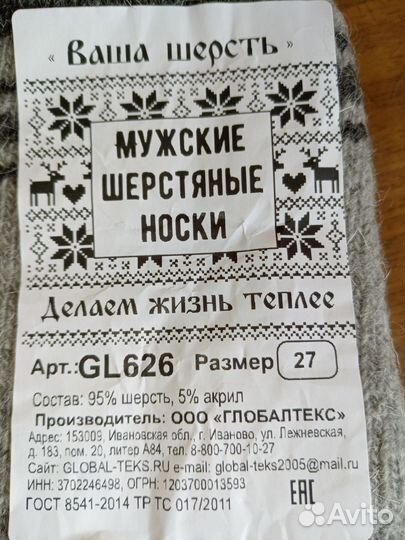 « Ваша шерсть »
МУЖСКИЕ
ШЕРСТЯНЫЕ
НОСКИ
Делаем жизнь теплее
Арт.:GL626 Размер 27
Состав: 95% шерсть, 5% акрил
Производитель: ООО «ГЛОБАЛТЕКС»
Адрес: 153009, Ивановская обл., г. Иваново, ул. Лежневская,
д. 183, пом. 20, литер А84, тел. 8-800-700-10-27
Сайт: GLOBAL-TEKS.RU e-mail: global-teks2005@mail.ru
ИНН: 3702246498, ОГРН: 1203700013593
ГОСТ 8541-2014 ТР ТС 017/2011
EAC
Avito